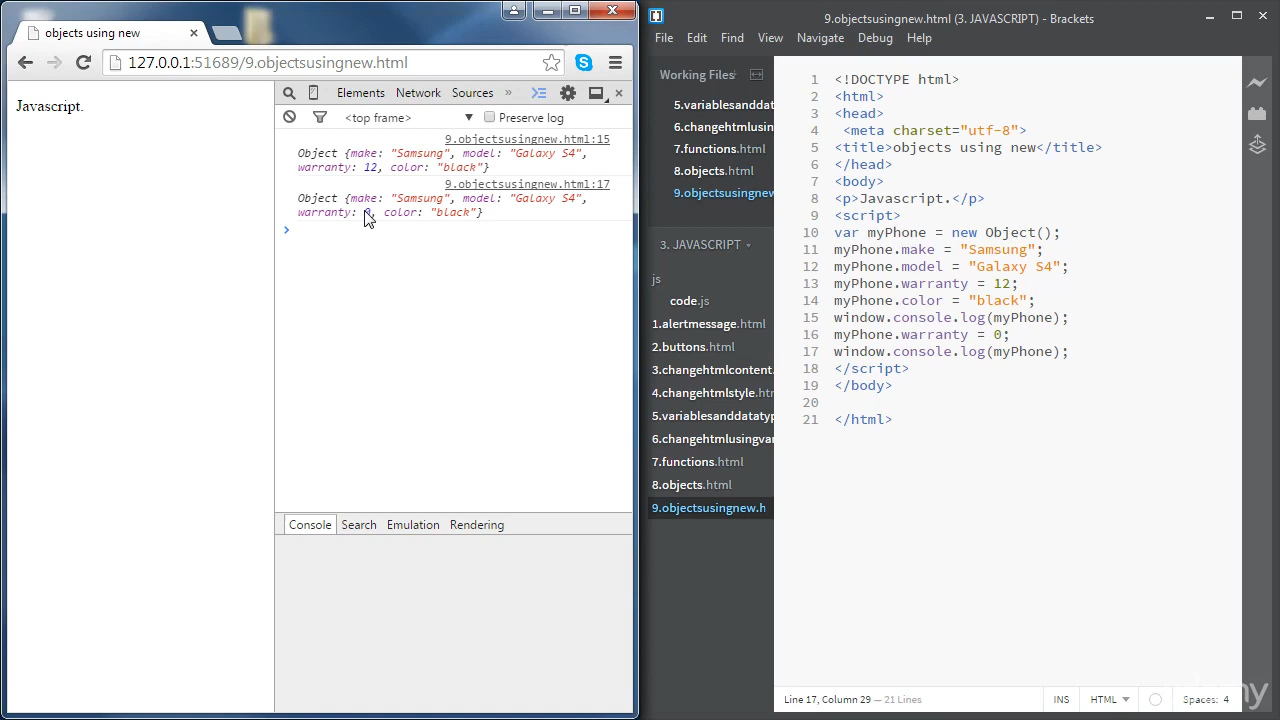 objects using new
127.0.0.1:51689/9.objectsusingnew.html
Javascript.
Elements Network Sources »
<top frame> Preserve log
9.objectsusingnew.html:15
Object {make: "Samsung", model: "Galaxy S4",
warranty: 12, color: "black"}
9.objectsusingnew.html:17
Object {make: "Samsung", model: "Galaxy S4",
warranty: 0, color: "black"}
Console Search Emulation Rendering
9.objectsusingnew.html (3. JAVASCRIPT) - Brackets
File Edit Find View Navigate Debug Help
Working Files
5.variablesanddat
6.changehtmlusin
7.functions.html
8.objects.html
9.objectsusingnew
3. JAVASCRIPT
js
code.js
1.alertmessage.html
2.buttons.html
3.changehtmlcontent.
4.changehtmlstyle.htm
5.variablesanddatatyp
6.changehtmlusingvar
7.functions.html
8.objects.html
9.objectsusingnew.h
1 <!DOCTYPE html>
2 <html>
3 <head>
4 <meta charset="utf-8">
5 <title>objects using new</title>
6 </head>
7 <body>
8 <p>Javascript.</p>
9 <script>
10 var myPhone = new Object();
11 myPhone.make = "Samsung";
12 myPhone.model = "Galaxy S4";
13 myPhone.warranty = 12;
14 myPhone.color = "black";
15 window.console.log(myPhone);
16 myPhone.warranty = 0;
17 window.console.log(myPhone);
18 </script>
19 </body>
20
21 </html>
Line 17, Column 29 — 21 Lines
INS HTML Spaces: 4